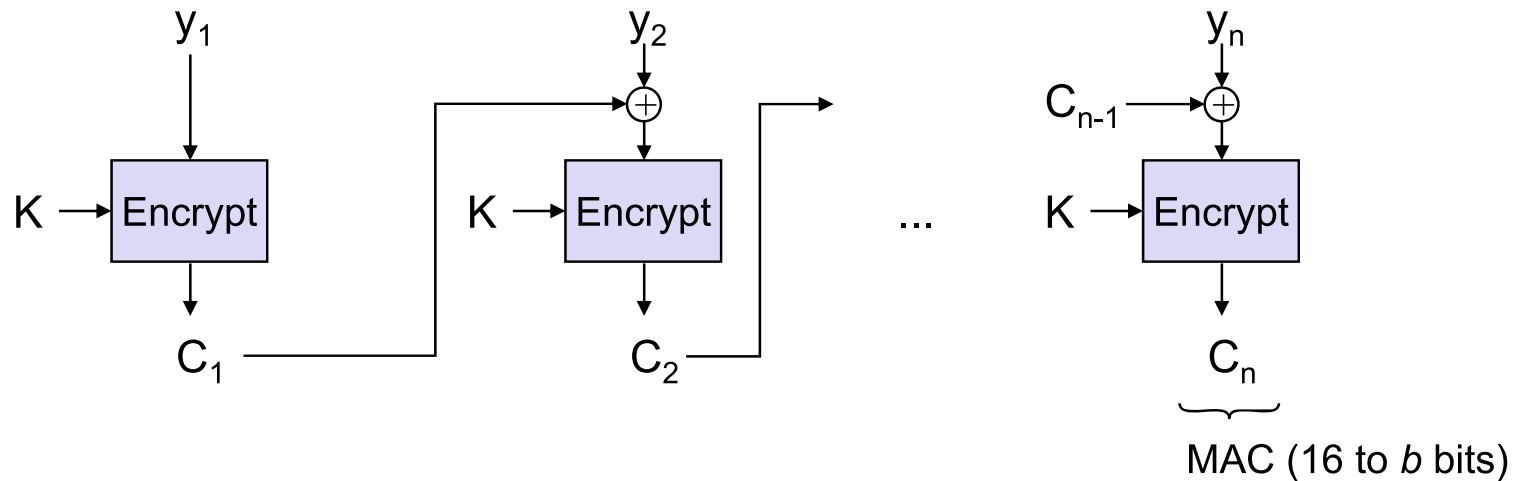 y₁
y₂
yₙ
Cₙ₋₁
K
Encrypt
K
Encrypt
...
K
Encrypt
C₁
C₂
Cₙ
MAC (16 to b bits)